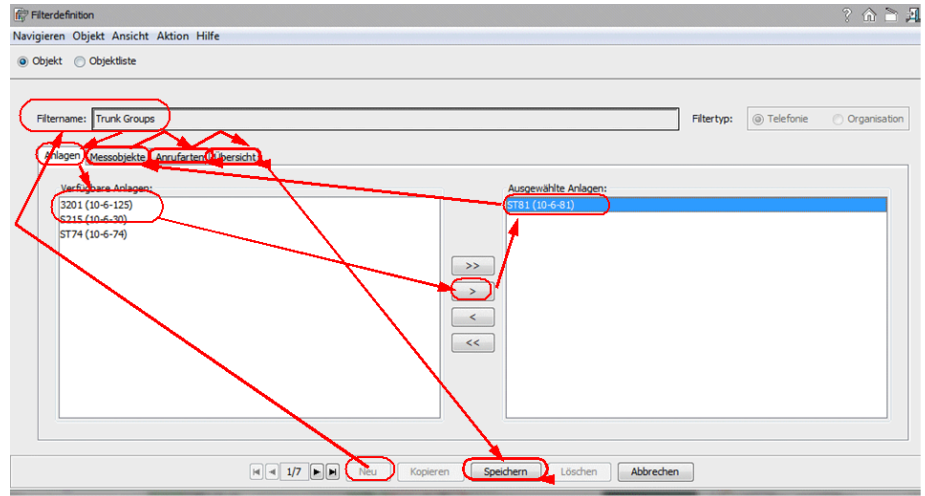 Filterdefinition
Navigieren Objekt Ansicht Aktion Hilfe
Objekt Objektliste
Filtername: Trunk Groups Filtertyp: Telefonie Organisation
Anlagen Messobjekte Anrufarten Übersicht
Verfügbare Anlagen: Ausgewählte Anlagen:
3201 (10-6-125) ST81 (10-6-81)
S215 (10-6-30)
ST74 (10-6-74)
>>
>
<
<<
1/7 Neu Kopieren Speichern Löschen Abbrechen